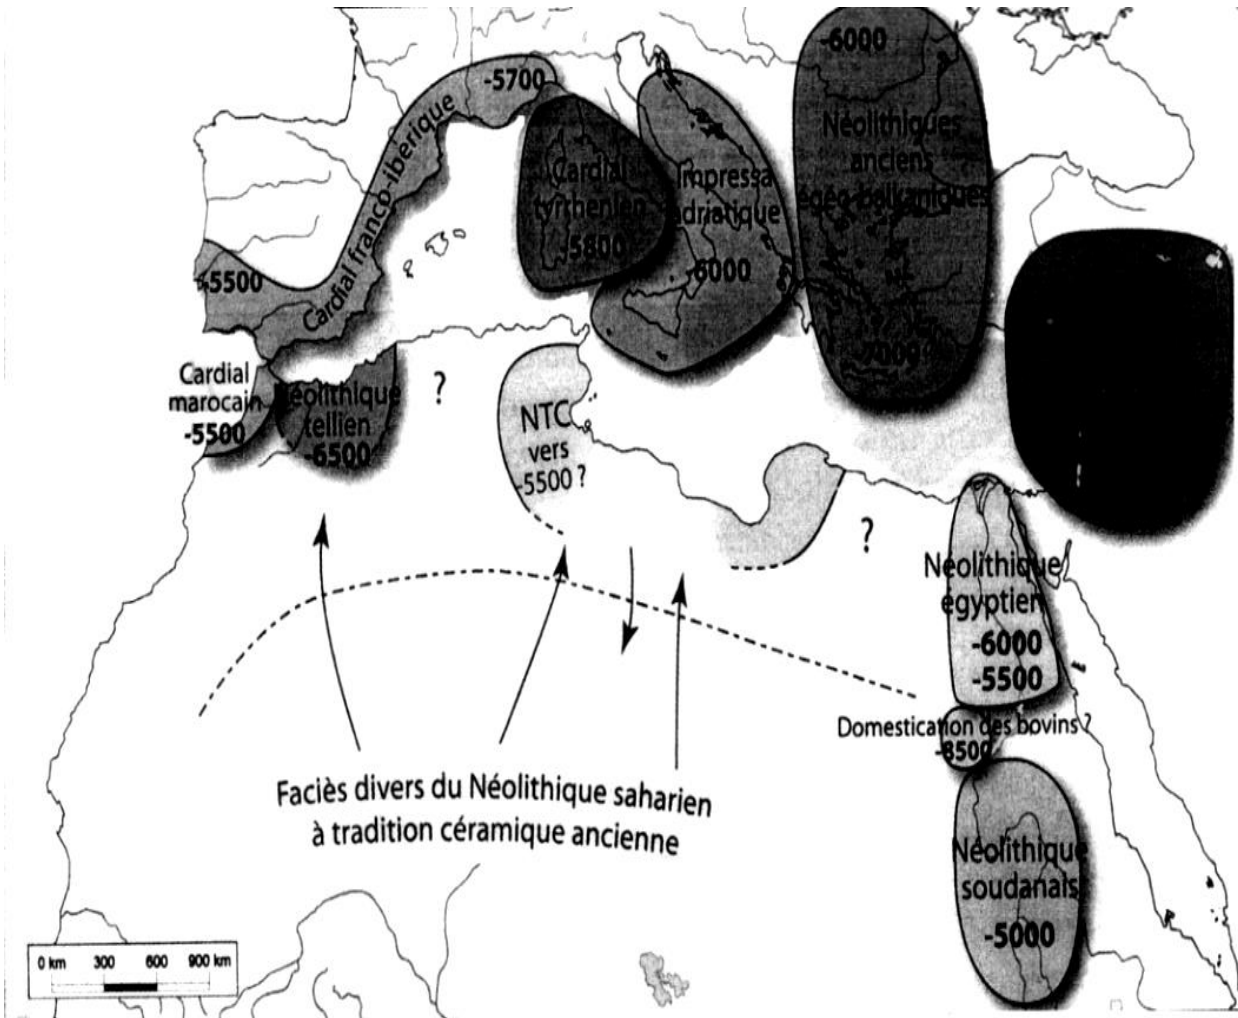 -6000
-5700
Néolithiques
anciens
égéo-balkaniques
-7000
Cardial franco-ibérique
-5500
Cardial
tyrrhénien
-5800
Impressa
adriatique
-6000
Cardial
marocain
-5500
Néolithique
tellien
-6500
?
NTC
vers
-5500 ?
?
Néolithique
égyptien
-6000
-5500
Domestication des bovins ?
-8500
Faciès divers du Néolithique saharien
à tradition céramique ancienne
Néolithique
soudanais
-5000
0 km 300 600 900 km